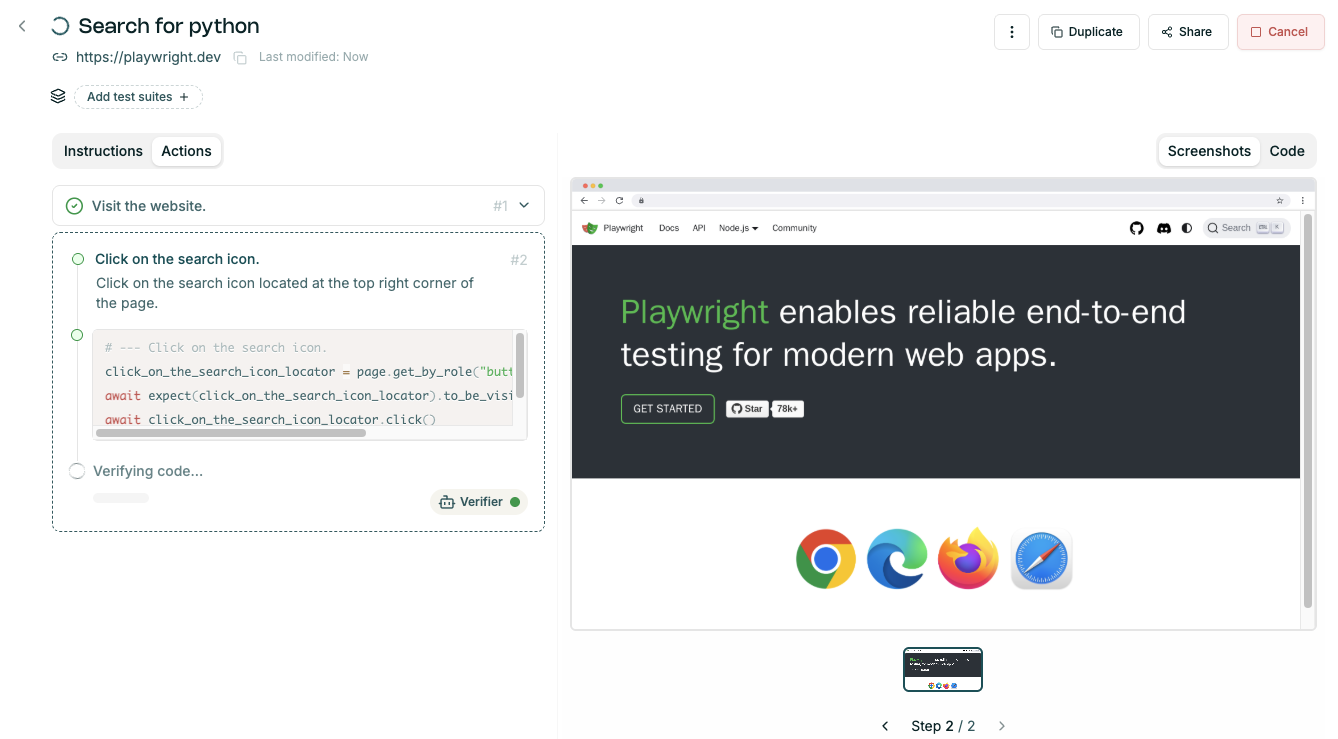 Search for python
https://playwright.dev Last modified: Now
Add test suites +
Duplicate
Share
Cancel
Instructions Actions
Visit the website. #1
Click on the search icon. #2
Click on the search icon located at the top right corner of
the page.
# --- Click on the search icon.
click_on_the_search_icon_locator = page.get_by_role("butt
await expect(click_on_the_search_icon_locator).to_be_visi
await click_on_the_search_icon_locator.click()
Verifying code...
Verifier
Screenshots Code
Playwright Docs API Node.js Community Search
Playwright enables reliable end-to-end
testing for modern web apps.
GET STARTED Star 78k+
Step 2 / 2